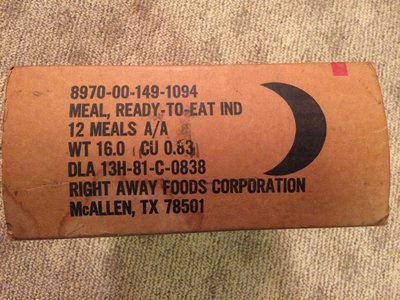 8970-00-149-1094
MEAL, READY-TO-EAT IND
12 MEALS A/A
WT 16.0 CU 0.83
DLA 13H-81-C-0838
RIGHT AWAY FOODS CORPORATION
McALLEN, TX 78501